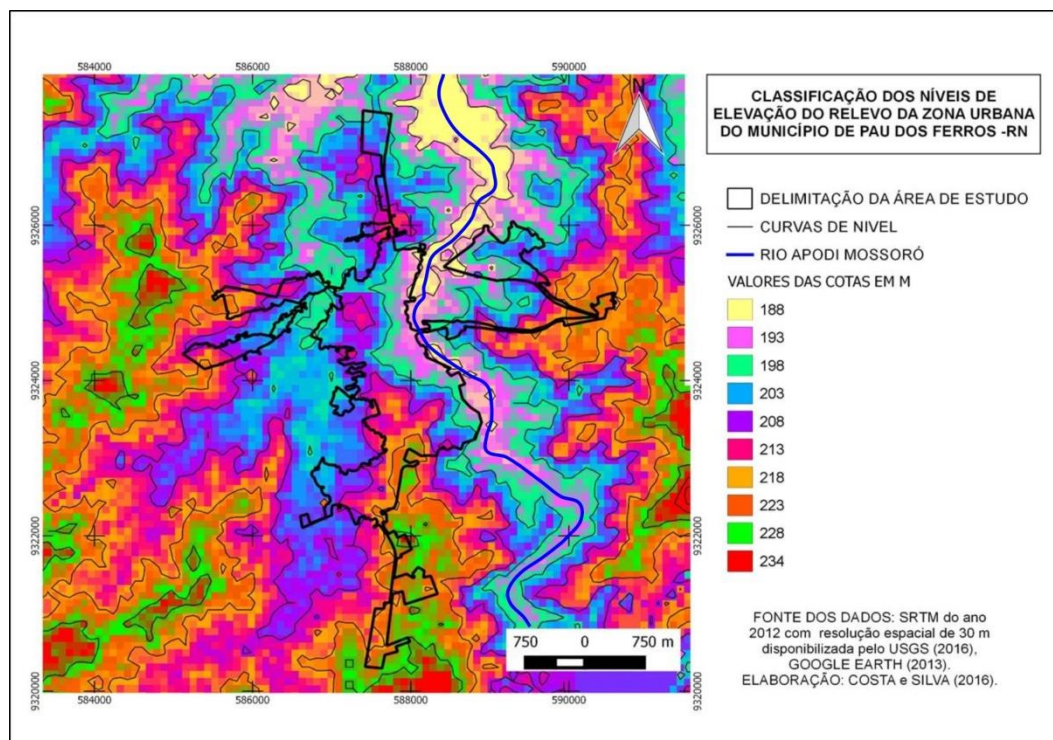 584000
586000
588000
590000
N
CLASSIFICAÇÃO DOS NÍVEIS DE
ELEVAÇÃO DO RELEVO DA ZONA URBANA
DO MUNICÍPIO DE PAU DOS FERROS -RN
DELIMITAÇÃO DA ÁREA DE ESTUDO
CURVAS DE NIVEL
RIO APODI MOSSORÓ
VALORES DAS COTAS EM M
188
193
198
203
208
213
218
223
228
234
9326000
9326000
9324000
9324000
9322000
9322000
9320000
9320000
750 0 750 m
584000
586000
588000
590000
FONTE DOS DADOS: SRTM do ano
2012 com resolução espacial de 30 m
disponibilizada pelo USGS (2016),
GOOGLE EARTH (2013).
ELABORAÇÃO: COSTA e SILVA (2016).